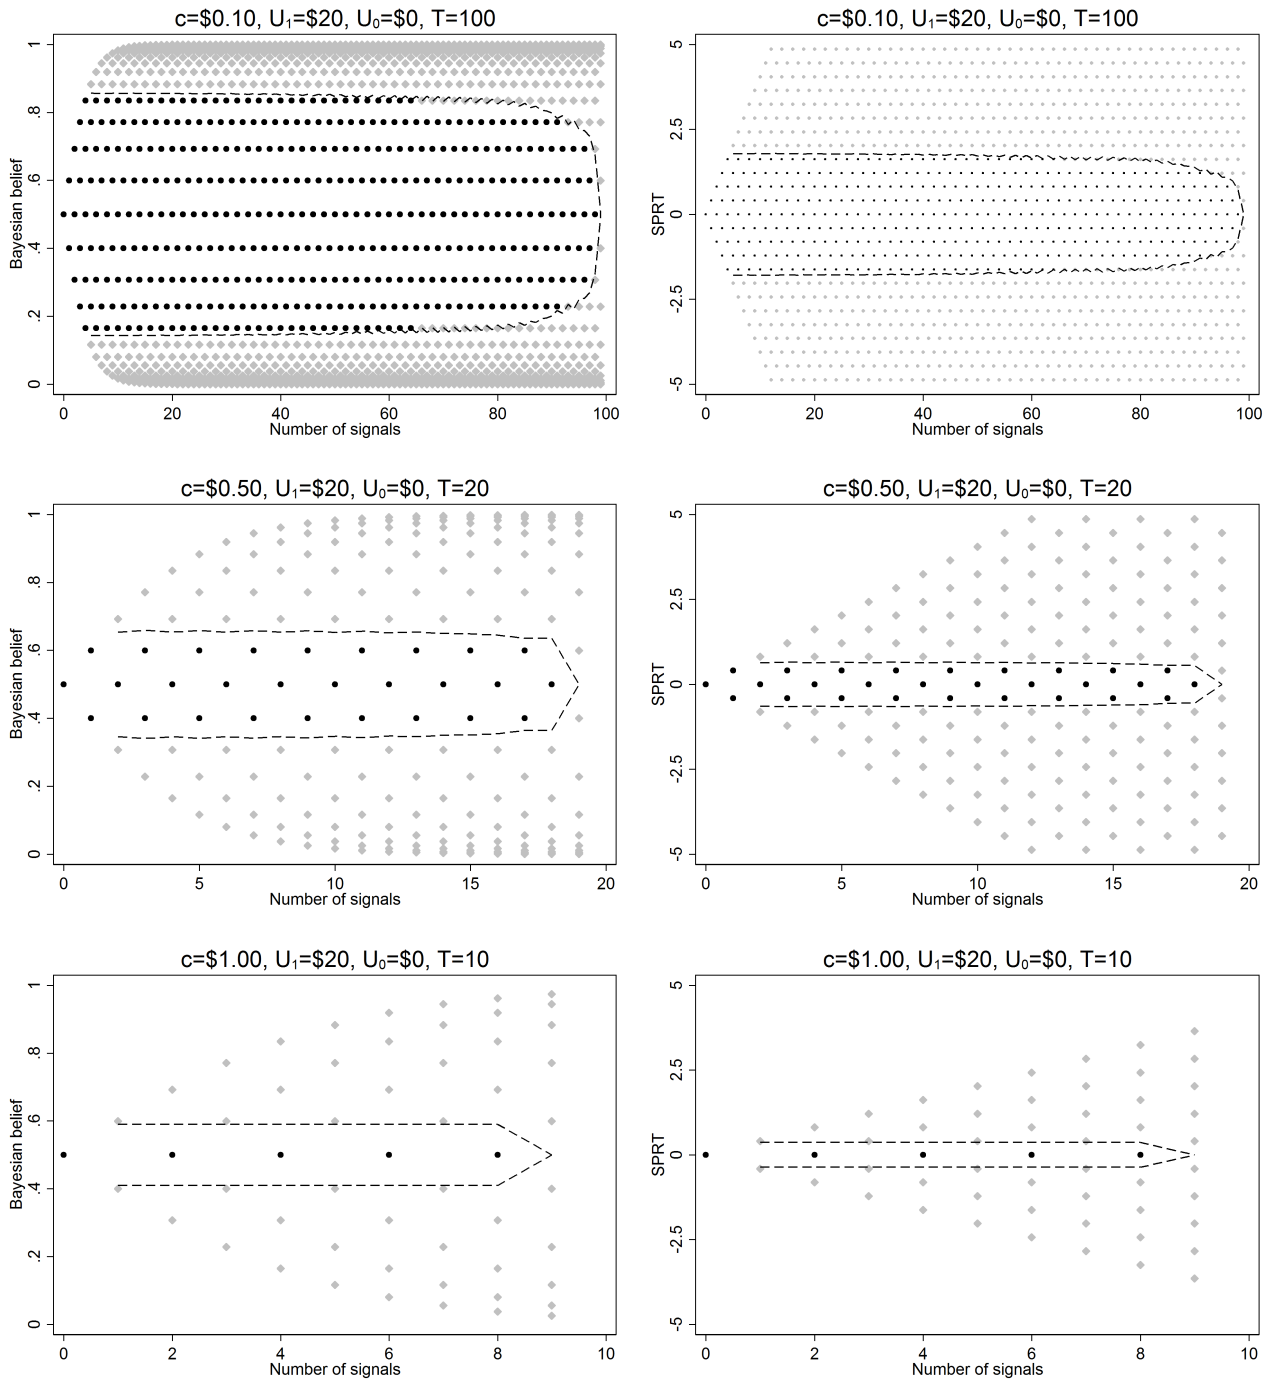 c=$0.10, U₁=$20, U₀=$0, T=100
Bayesian belief
1
.8
.6
.4
.2
0
0 20 40 60 80 100
Number of signals
c=$0.10, U₁=$20, U₀=$0, T=100
SPRT
5
2.5
0
-2.5
-5
0 20 40 60 80 100
Number of signals
c=$0.50, U₁=$20, U₀=$0, T=20
Bayesian belief
1
.8
.6
.4
.2
0
0 5 10 15 20
Number of signals
c=$0.50, U₁=$20, U₀=$0, T=20
SPRT
5
2.5
0
-2.5
-5
0 5 10 15 20
Number of signals
c=$1.00, U₁=$20, U₀=$0, T=10
Bayesian belief
1
.8
.6
.4
.2
0
0 2 4 6 8 10
Number of signals
c=$1.00, U₁=$20, U₀=$0, T=10
SPRT
5
2.5
0
-2.5
-5
0 2 4 6 8 10
Number of signals